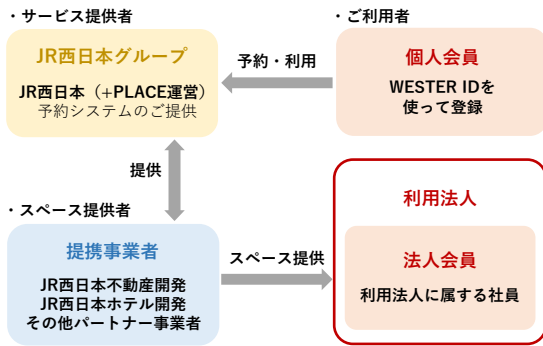 ・サービス提供者
JR西日本グループ
JR西日本（+PLACE運営）
予約システムのご提供
予約・利用
・ご利用者
個人会員
WESTER IDを
使って登録
提供
・スペース提供者
提携事業者
JR西日本不動産開発
JR西日本ホテル開発
その他パートナー事業者
スペース提供
利用法人
法人会員
利用法人に属する社員